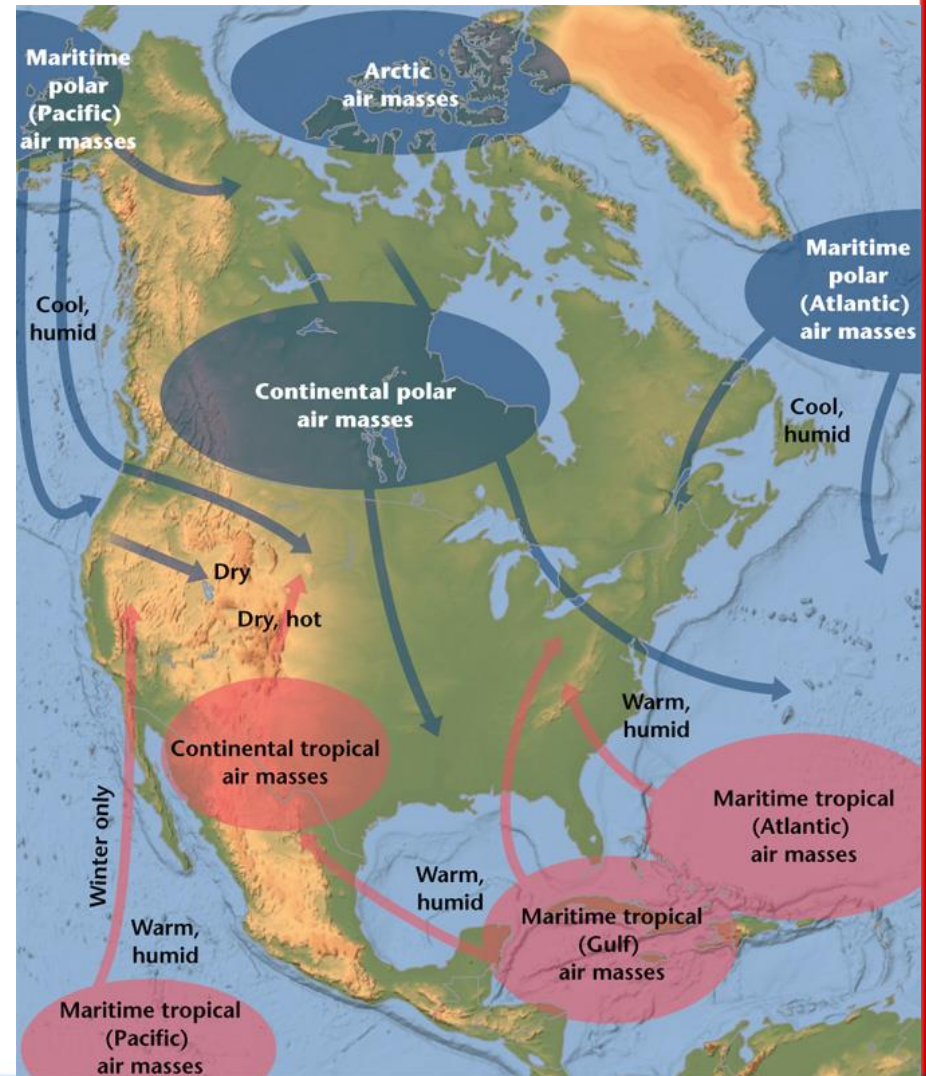 Maritime
polar
(Pacific)
air masses
Arctic
air masses
Maritime
polar
(Atlantic)
air masses
Cool,
humid
Continental polar
air masses
Cool,
humid
Dry
Dry, hot
Warm,
humid
Continental tropical
air masses
Maritime tropical
(Atlantic)
air masses
Winter only
Warm,
humid
Warm,
humid
Maritime tropical
(Gulf)
air masses
Maritime tropical
(Pacific)
air masses